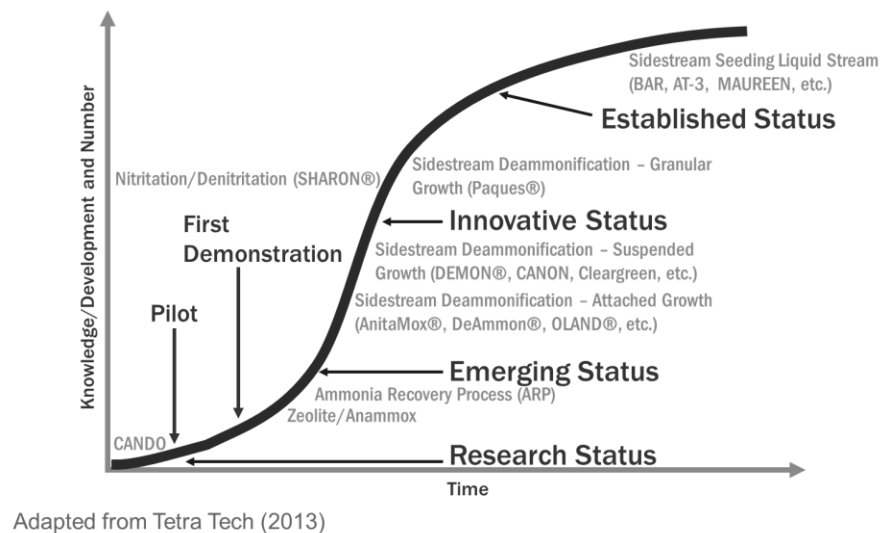 Knowledge/Development and Number
Sidestream Seeding Liquid Stream
(BAR, AT-3, MAUREEN, etc.)
Established Status
Nitritation/Denitritation (SHARON®)
Sidestream Deammonification – Granular
Growth (Paques®)
First
Demonstration
Innovative Status
Sidestream Deammonification – Suspended
Growth (DEMON®, CANON, Cleargreen, etc.)
Pilot
Sidestream Deammonification – Attached Growth
(AnitaMox®, DeAmmon®, OLAND®, etc.)
Emerging Status
Ammonia Recovery Process (ARP)
Zeolite/Anammox
CANDO
Research Status
Time
Adapted from Tetra Tech (2013)